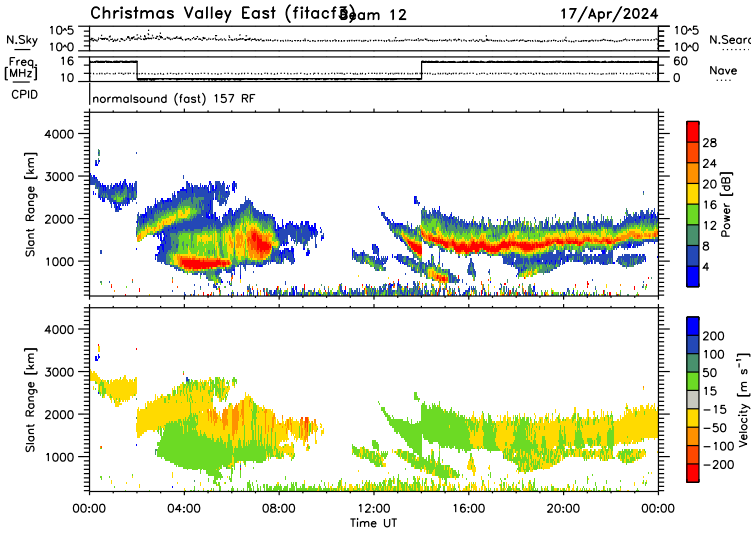 Christmas Valley East (fitacf3) Beam 12 17/Apr/2024
N.Sky 10^5 10^0 10^5 10^0 N.Sear
Freq. [MHz] 16 10 60 0 Nave
CPID normalsound (fast) 157 RF
Slant Range [km] 4000 3000 2000 1000
28 24 20 16 12 8 4 Power [dB]
Slant Range [km] 4000 3000 2000 1000
200 100 50 15 −15 −50 −100 −200 Velocity [m s⁻¹]
00:00 04:00 08:00 12:00 16:00 20:00 00:00
Time UT